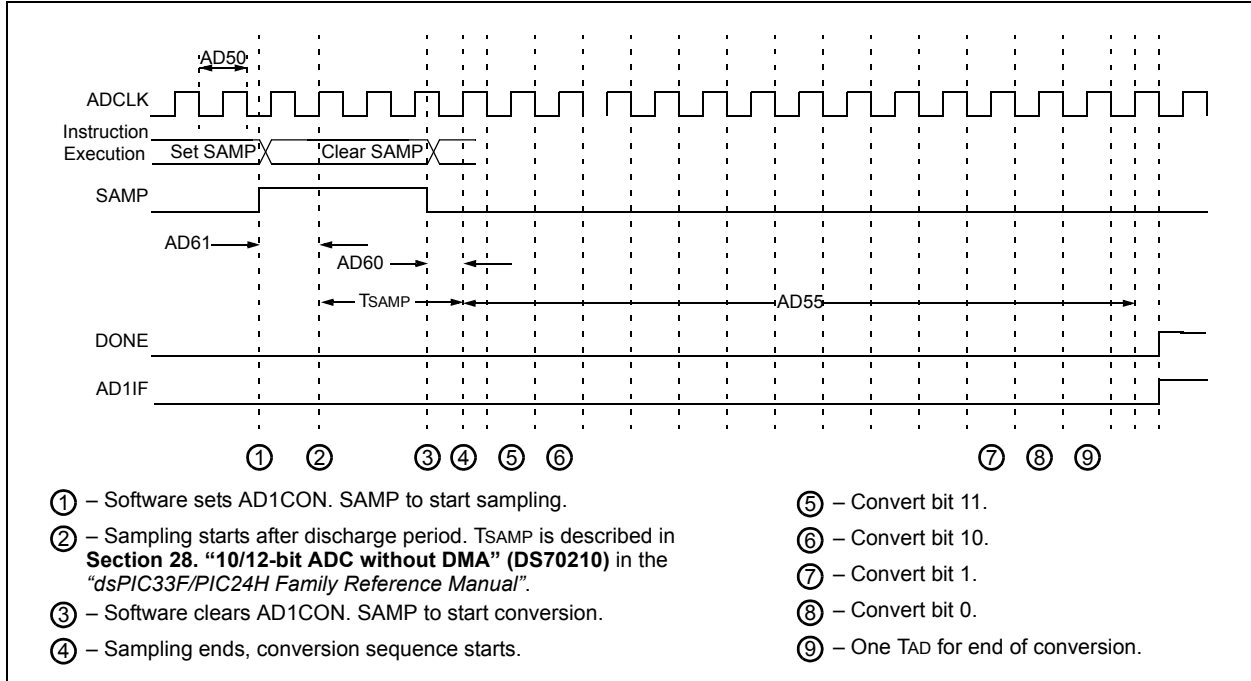 AD50
ADCLK
Instruction
Execution
Set SAMP
Clear SAMP
SAMP
AD61
AD60
TSAMP
AD55
DONE
AD1IF
1 2 3 4 5 6 7 8 9
1 – Software sets AD1CON. SAMP to start sampling.
2 – Sampling starts after discharge period. TSAMP is described in
Section 28. “10/12-bit ADC without DMA” (DS70210) in the
“dsPIC33F/PIC24H Family Reference Manual”.
3 – Software clears AD1CON. SAMP to start conversion.
4 – Sampling ends, conversion sequence starts.
5 – Convert bit 11.
6 – Convert bit 10.
7 – Convert bit 1.
8 – Convert bit 0.
9 – One TAD for end of conversion.